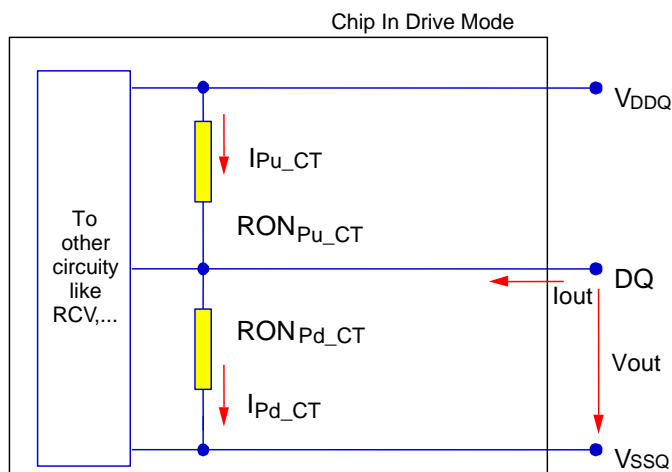 Chip In Drive Mode
VDDQ
IPu_CT
RONPu_CT
To
other
circuity
like
RCV,...
DQ
Iout
RONPd_CT
Vout
IPd_CT
VSSQ